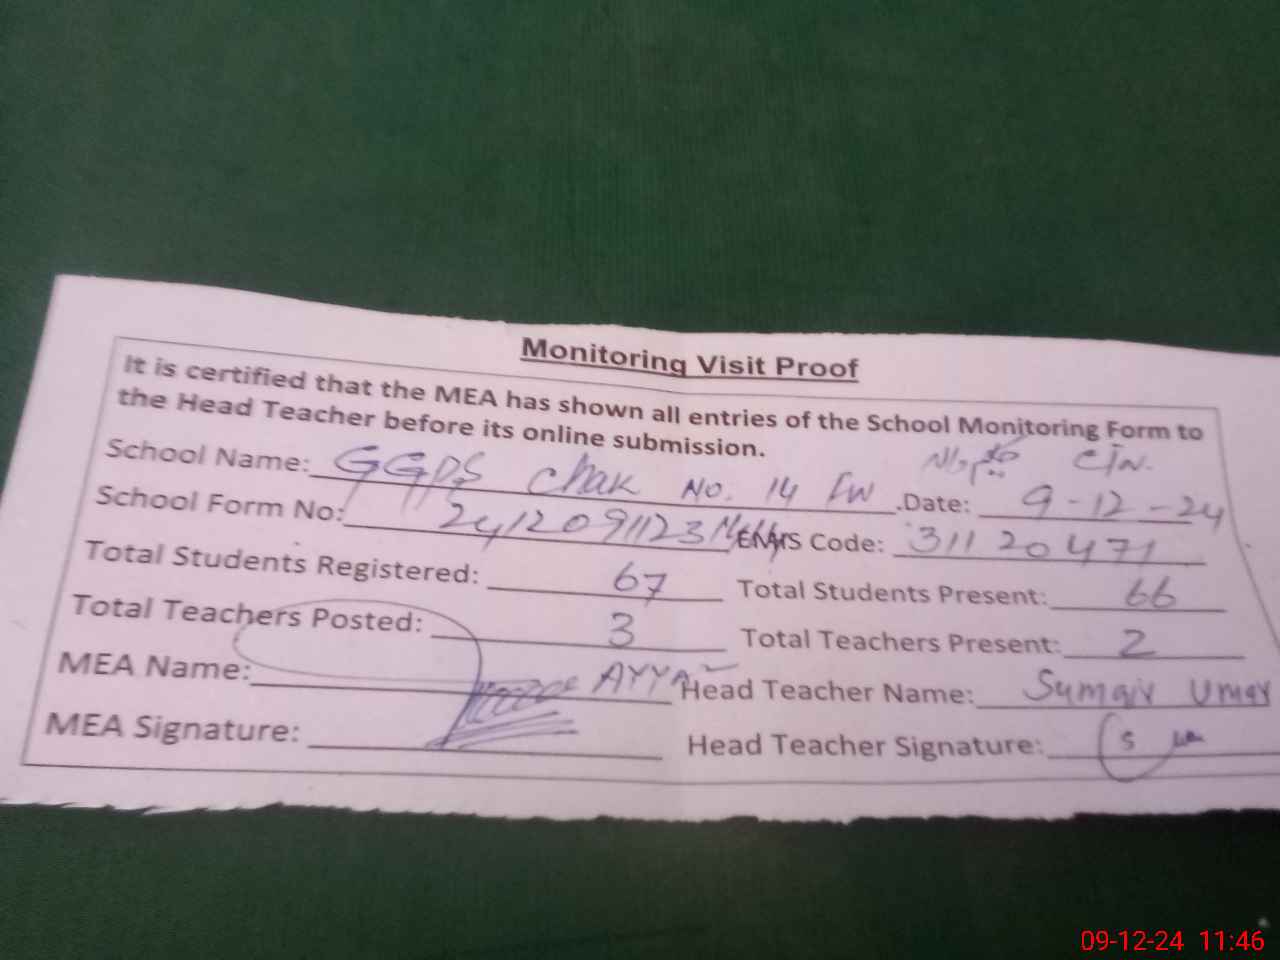 Monitoring Visit Proof
It is certified that the MEA has shown all entries of the School Monitoring Form to
the Head Teacher before its online submission.
School Name: GGPS Chak No. 14 FW .Date: 9-12-24
School Form No: 2412091123 EMIS Code: 31120471
Total Students Registered: 67 Total Students Present: 66
Total Teachers Posted: 3 Total Teachers Present: 2
MEA Name: Head Teacher Name: Sumaiv Umar
MEA Signature: Head Teacher Signature:
09-12-24 11:46